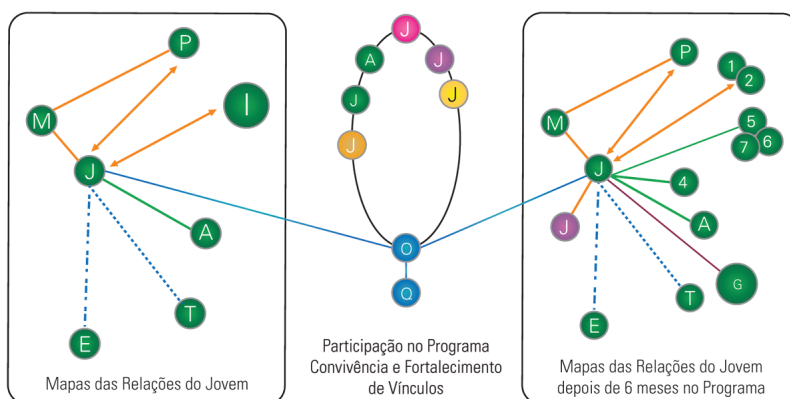 P
I
M
J
A
T
E
Mapas das Relações do Jovem
J
A
J
J
J
J
O
Q
Participação no Programa
Convivência e Fortalecimento
de Vínculos
P
1
2
M
5
6
7
J
4
J
A
G
T
E
Mapas das Relações do Jovem
depois de 6 meses no Programa